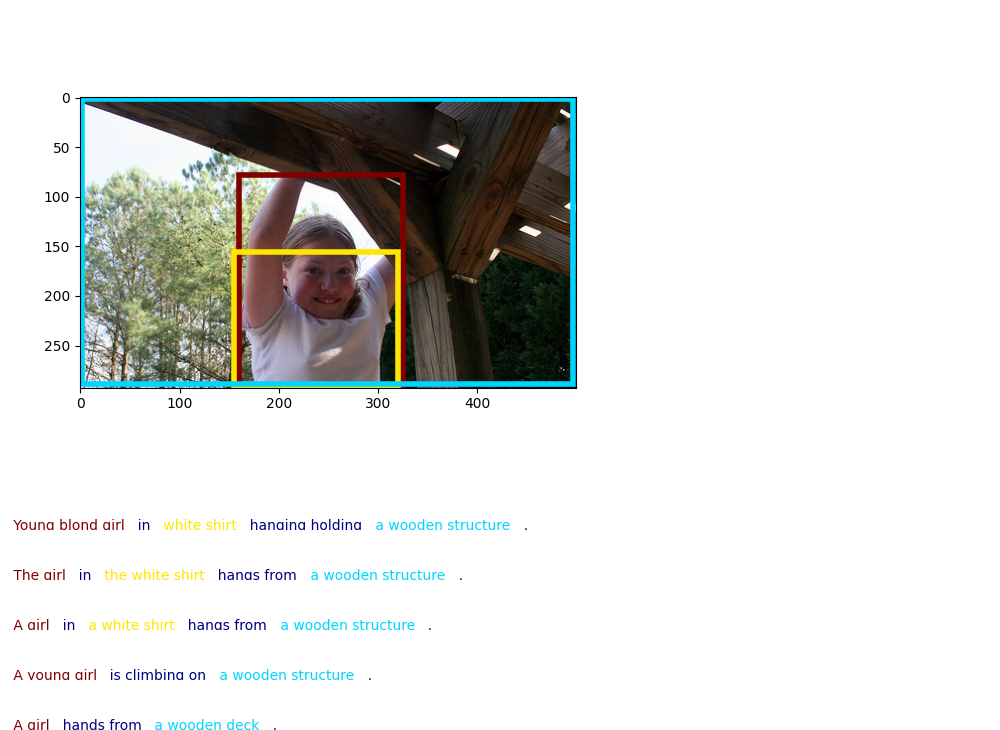 0
50
100
150
200
250
0 100 200 300 400
Young blond girl in white shirt hanging holding a wooden structure .
The girl in the white shirt hangs from a wooden structure .
A girl in a white shirt hangs from a wooden structure .
A young girl is climbing on a wooden structure .
A girl hands from a wooden deck .